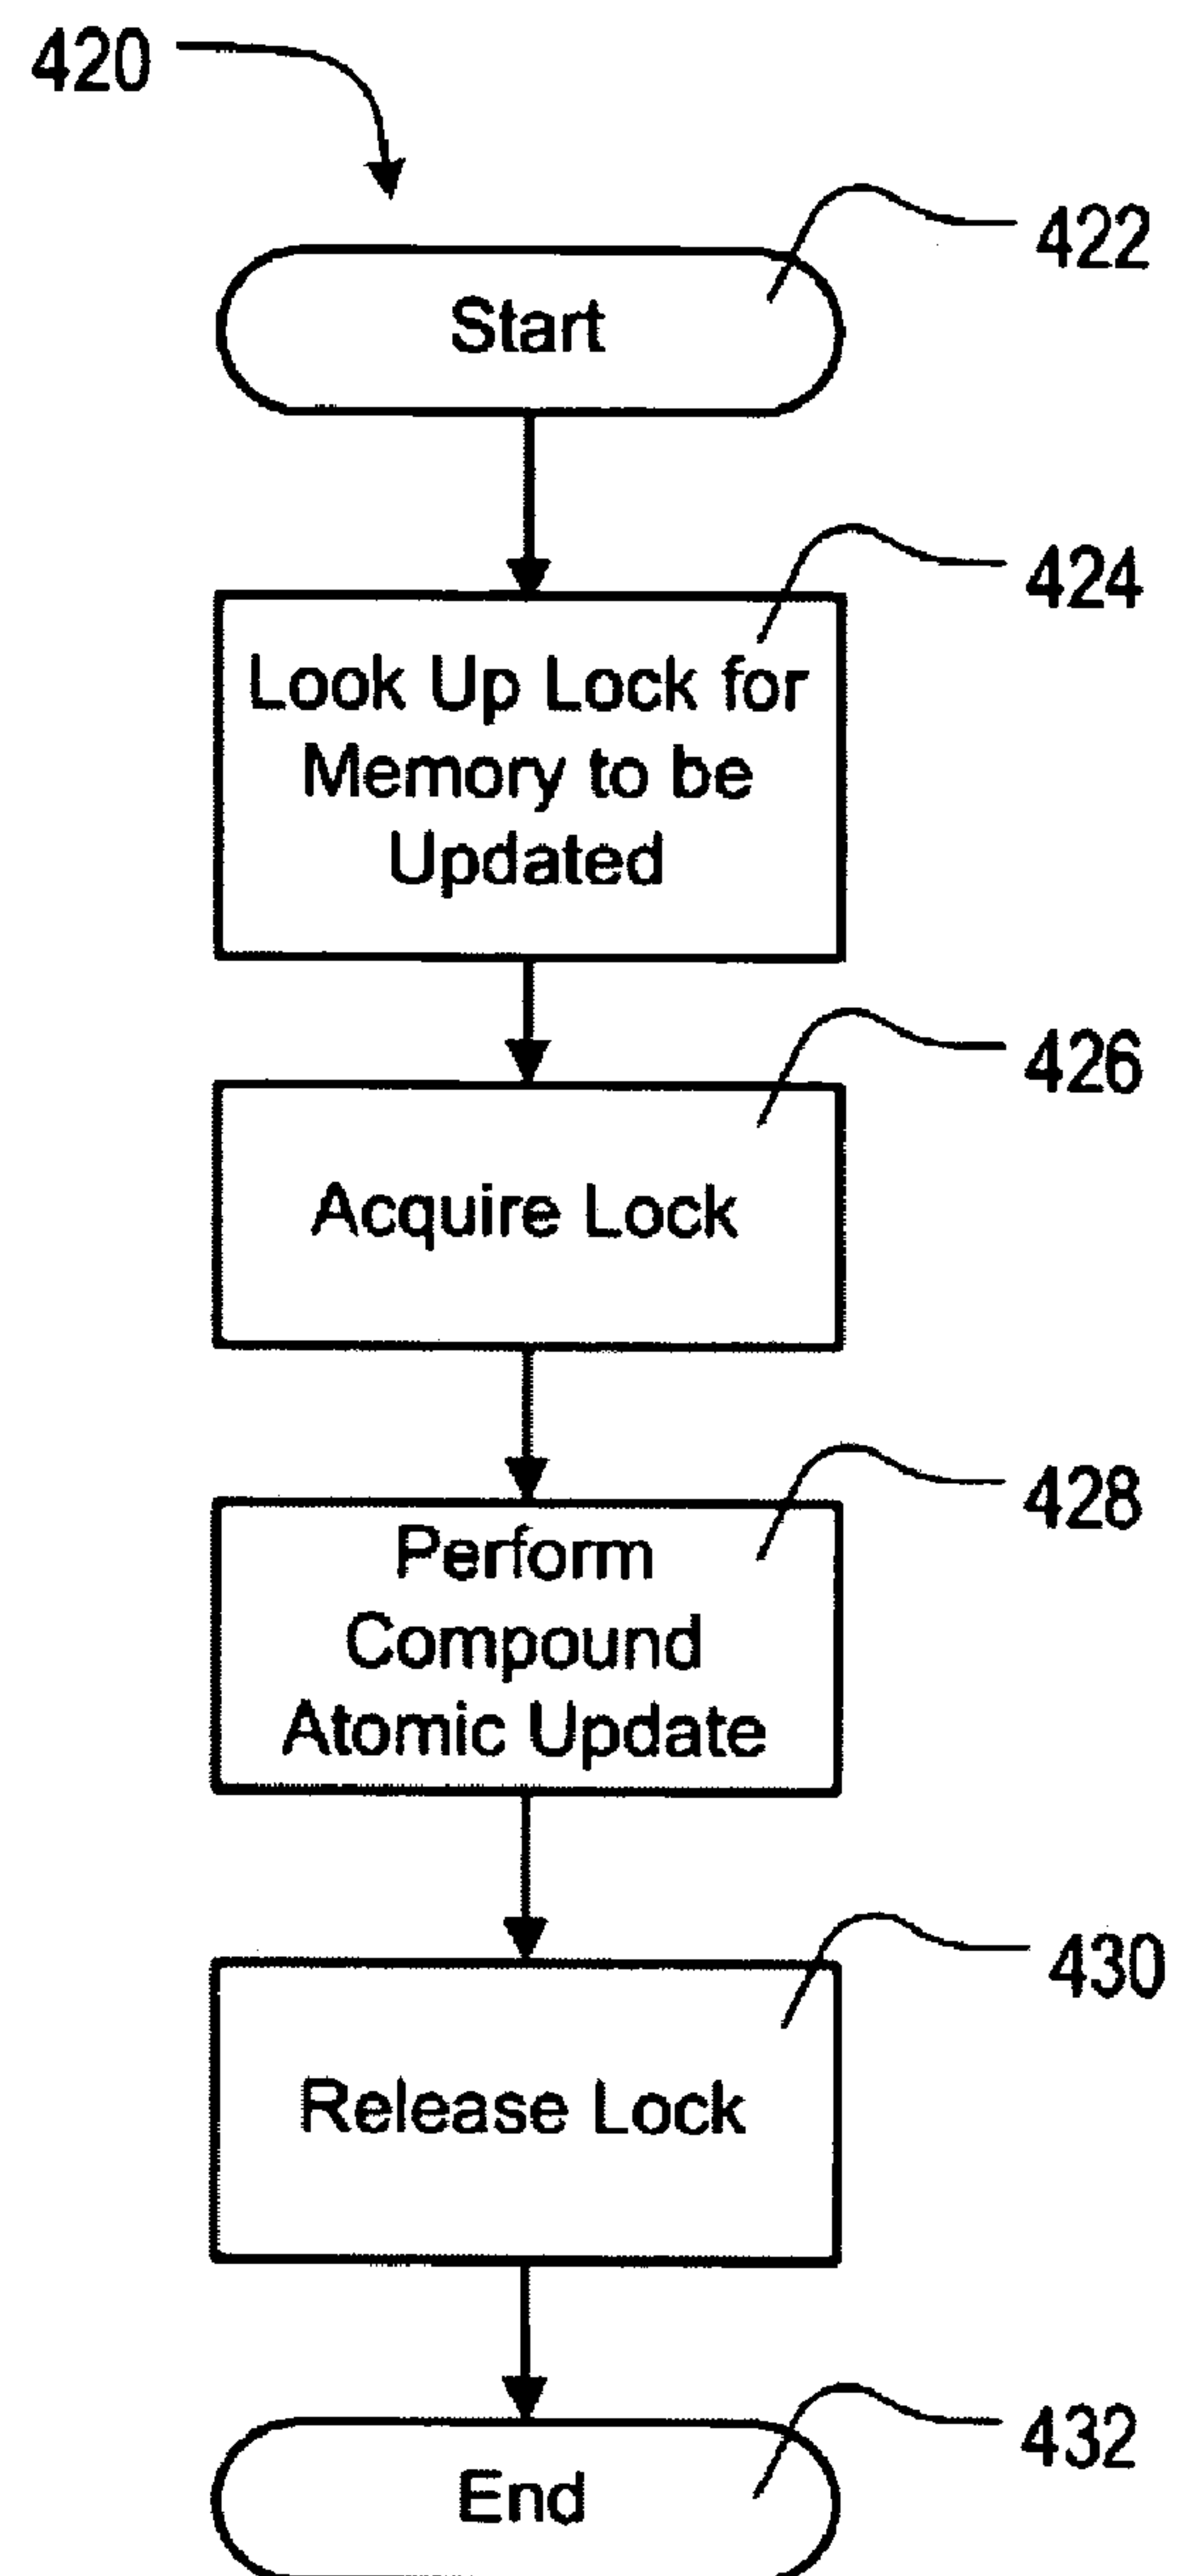 420
422
Start
424
Look Up Lock for
Memory to be
Updated
426
Acquire Lock
428
Perform
Compound
Atomic Update
430
Release Lock
432
End